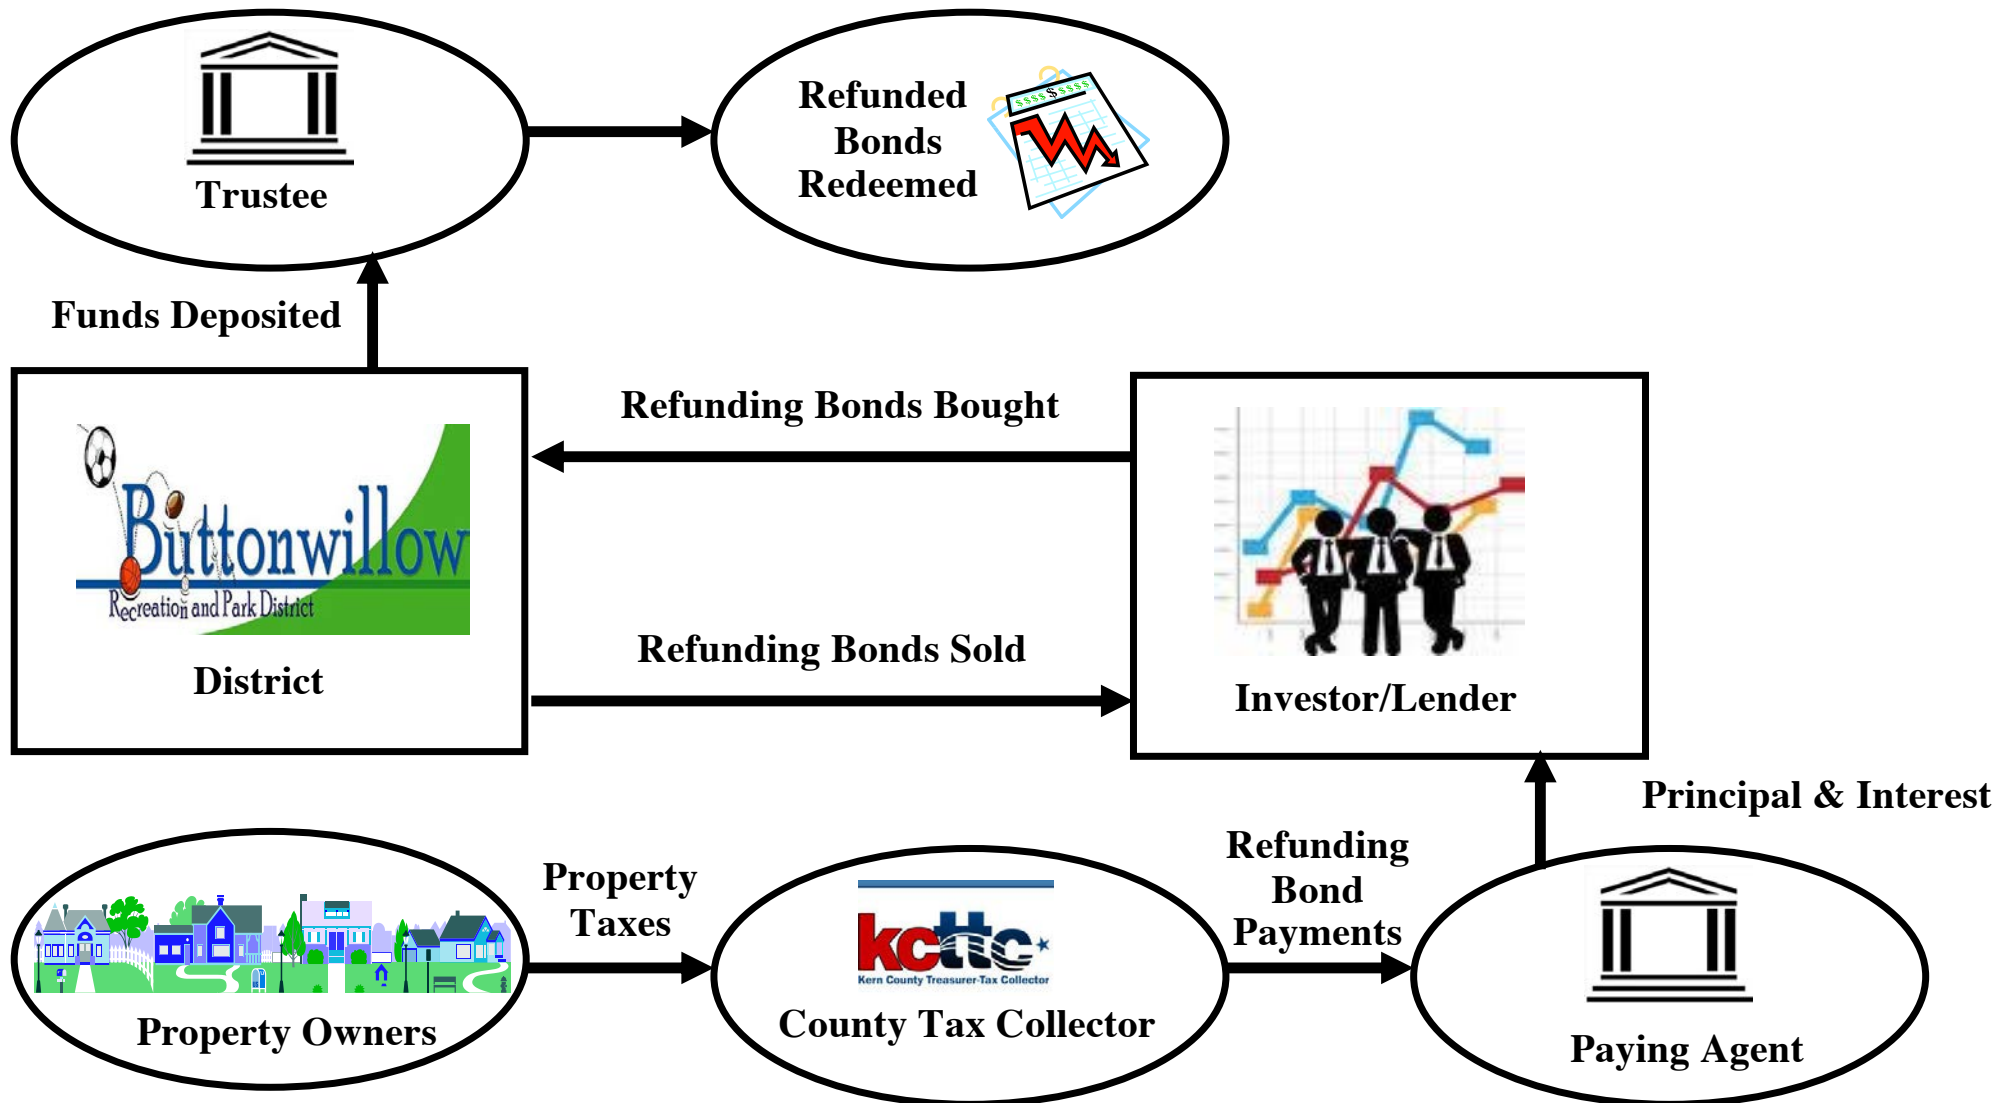 Trustee
$$$$$$$$$
Refunded
Bonds
Redeemed
Funds Deposited
Refunding Bonds Bought
Buttonwillow
Recreation and Park District
District
Refunding Bonds Sold
Investor/Lender
Principal & Interest
Property
Taxes
Refunding
Bond
Payments
kcttc
Kern County Treasurer-Tax Collector
Property Owners
County Tax Collector
Paying Agent